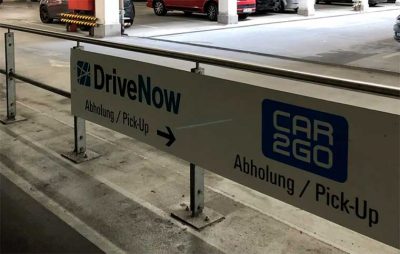 DriveNow
Abholung / Pick-Up
CAR
2GO
Abholung / Pick-Up